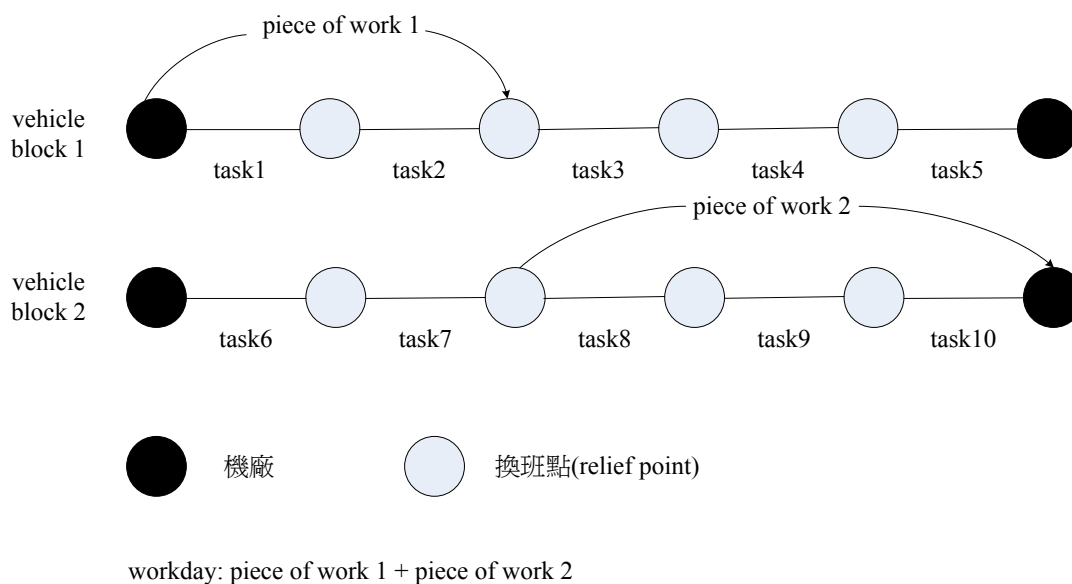 piece of work 1
vehicle
block 1
task1
task2
task3
task4
task5
piece of work 2
vehicle
block 2
task6
task7
task8
task9
task10
機廠
換班點(relief point)
workday: piece of work 1 + piece of work 2